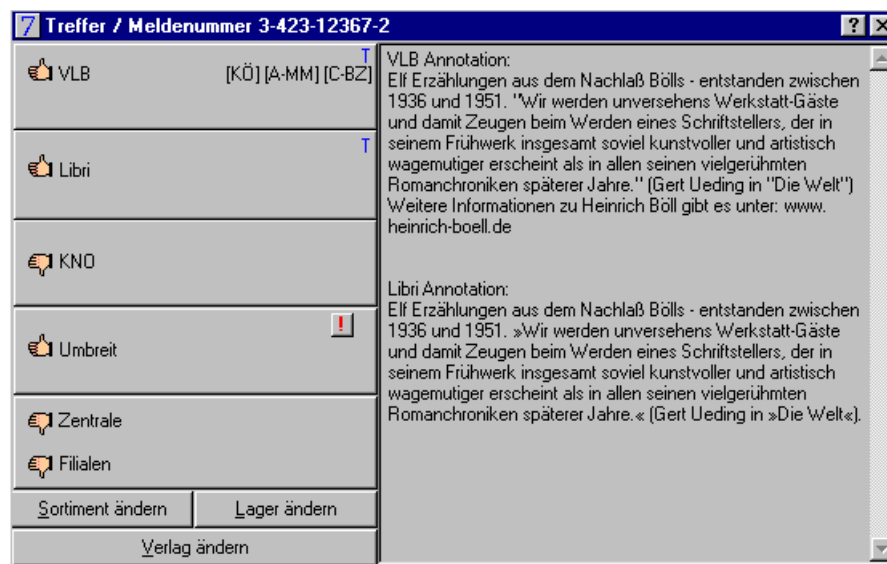 7 Treffer / Meldenummer 3-423-12367-2
? ×
T
VLB [KÖ] [A-MM] [C-BZ]
T
Libri
KNO
!
Umbreit
Zentrale
Filialen
Sortiment ändern Lager ändern
Verlag ändern
VLB Annotation:
Elf Erzählungen aus dem Nachlaß Bölls - entstanden zwischen
1936 und 1951. "Wir werden unversehens Werkstatt-Gäste
und damit Zeugen beim Werden eines Schriftstellers, der in
seinem Frühwerk insgesamt soviel kunstvoller und artistisch
wagemutiger erscheint als in allen seinen vielgerühmten
Romanchroniken späterer Jahre." (Gert Ueding in "Die Welt")
Weitere Informationen zu Heinrich Böll gibt es unter: www.
heinrich-boell.de
Libri Annotation:
Elf Erzählungen aus dem Nachlaß Bölls - entstanden zwischen
1936 und 1951. »Wir werden unversehens Werkstatt-Gäste
und damit Zeugen beim Werden eines Schriftstellers, der in
seinem Frühwerk insgesamt soviel kunstvoller und artistisch
wagemutiger erscheint als in allen seinen vielgerühmten
Romanchroniken späterer Jahre.« (Gert Ueding in »Die Welt«).